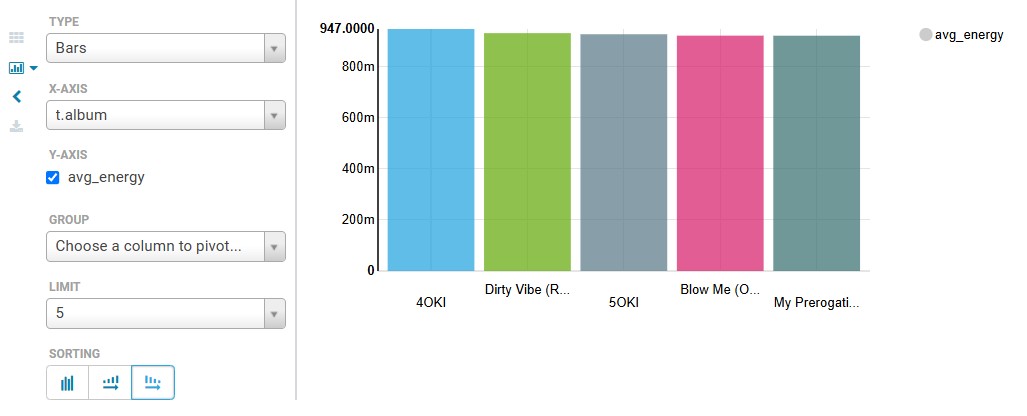 TYPE
Bars
X-AXIS
t.album
Y-AXIS
avg_energy
GROUP
Choose a column to pivot...
LIMIT
5
SORTING
947.0000
800m
600m
400m
200m
0
4OKI
Dirty Vibe (R...
5OKI
Blow Me (O...
My Prerogati...
avg_energy